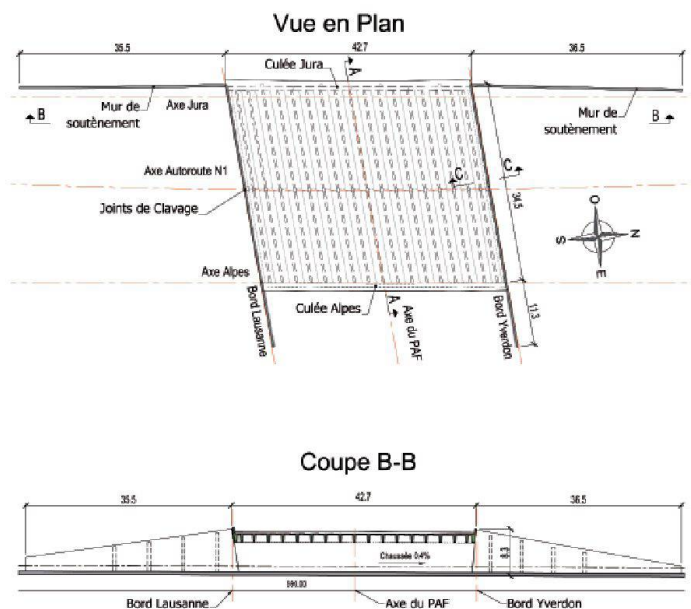 Vue en Plan
35.5
42.7
36.5
Culée Jura
A
Mur de
soutènement
Axe Jura
Mur de
soutènement
B
B
Axe Autoroute N1
C
C
Joints de Clavage
34.5
O
S
N
E
Axe Alpes
Culée Alpes
A
Bord Lausanne
Axe du PAF
Bord Yverdon
11.3
Coupe B-B
35.5
42.7
36.5
Chaussée 0.4%
Bord Lausanne
Axe du PAF
Bord Yverdon